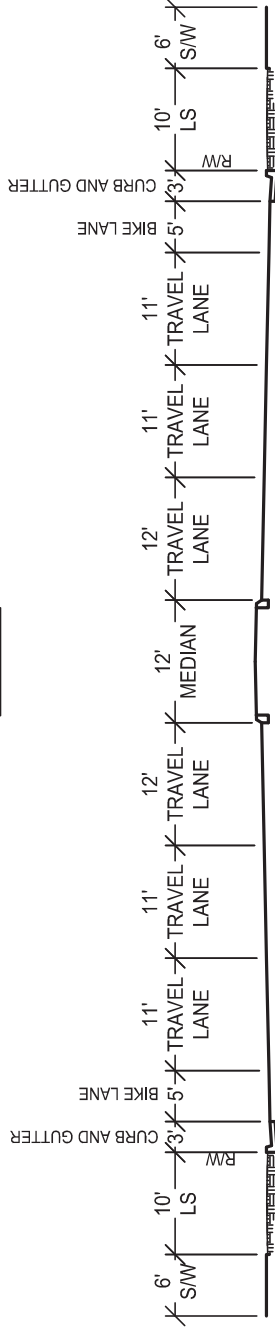 6'
S/W
10'
LS
R/W
CURB AND GUTTER
3'
BIKE LANE
5'
11'
TRAVEL
LANE
11'
TRAVEL
LANE
12'
TRAVEL
LANE
12'
MEDIAN
12'
TRAVEL
LANE
11'
TRAVEL
LANE
11'
TRAVEL
LANE
BIKE LANE
5'
CURB AND GUTTER
3'
R/W
10'
LS
6'
S/W